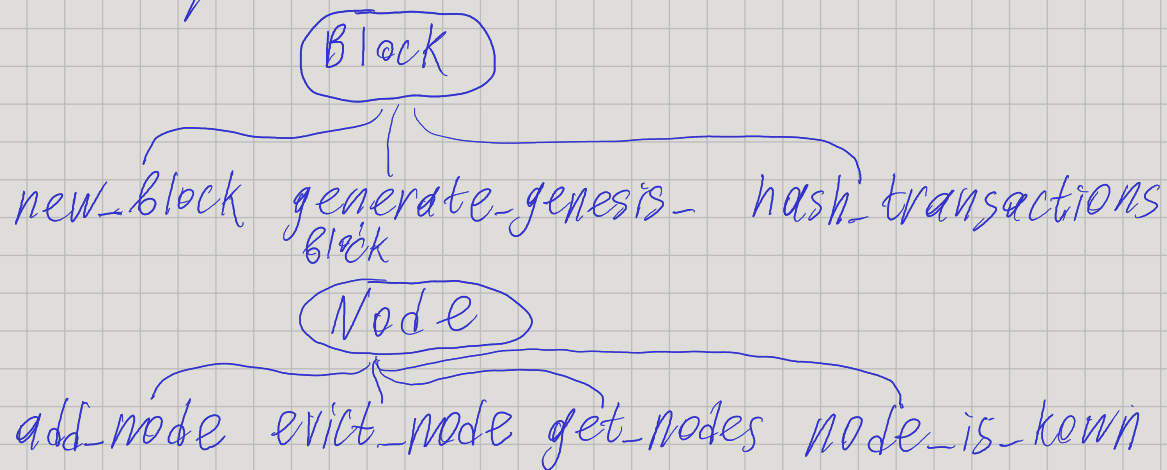 Block
new_block generate_genesis_ hash_transactions
block
Node
add_node evict_node get_nodes node_is_kown